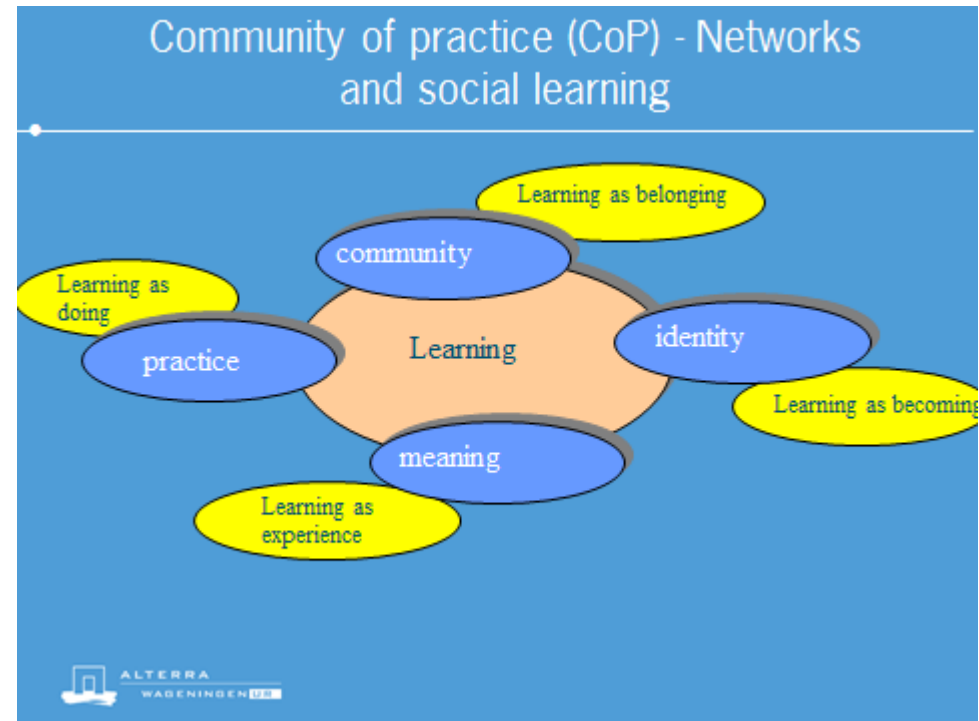 Community of practice (CoP) - Networks
and social learning
Learning as belonging
community
Learning as
doing
practice
Learning
identity
Learning as becoming
meaning
Learning as
experience
ALTERRA
WAGENINGEN UR